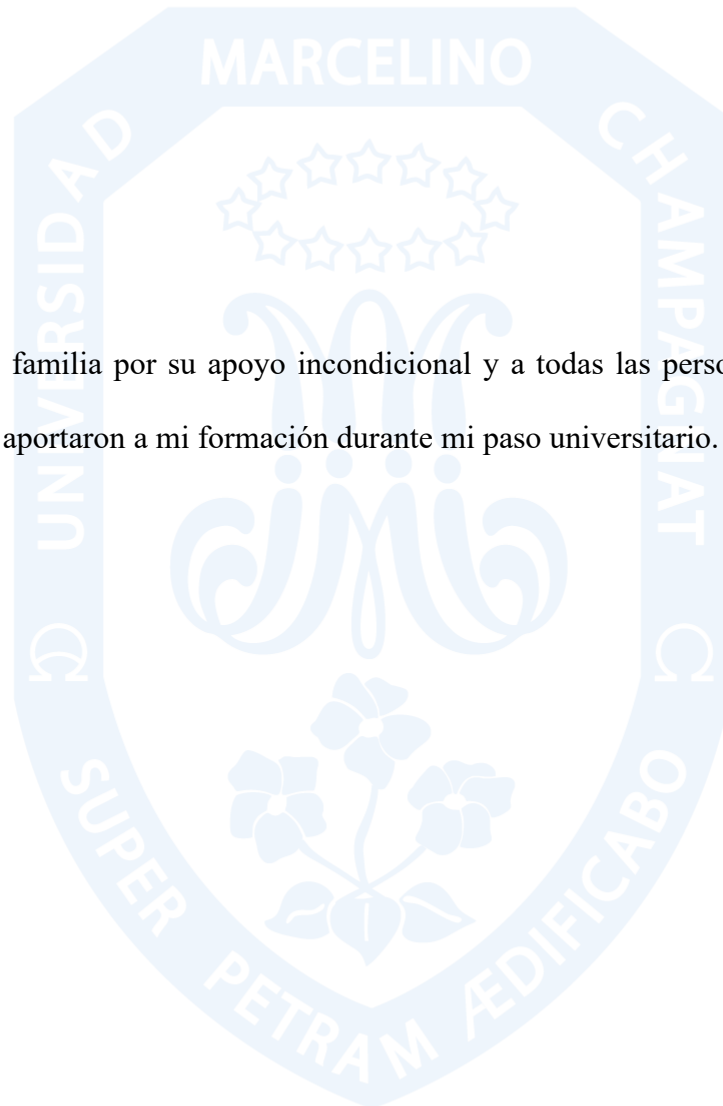 MARCELINO
UNIVERSIDAD
CHAMPAGNAT
familia por su apoyo incondicional y a todas las
aportaron a mi formación durante mi paso universitario.
SUPER PETRAM ÆDIFICABO